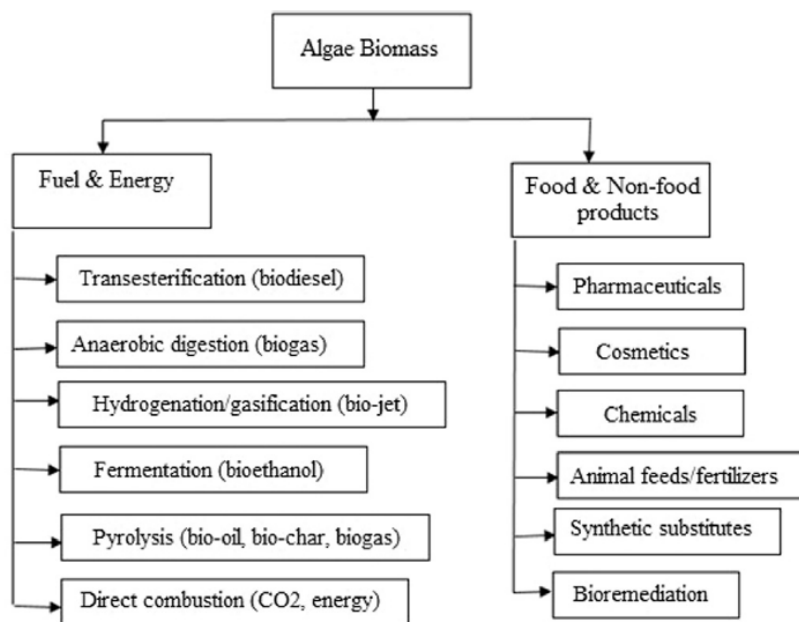 Algae Biomass
Fuel & Energy
Transesterification (biodiesel)
Anaerobic digestion (biogas)
Hydrogenation/gasification (bio-jet)
Fermentation (bioethanol)
Pyrolysis (bio-oil, bio-char, biogas)
Direct combustion (CO2, energy)
Food & Non-food
products
Pharmaceuticals
Cosmetics
Chemicals
Animal feeds/fertilizers
Synthetic substitutes
Bioremediation